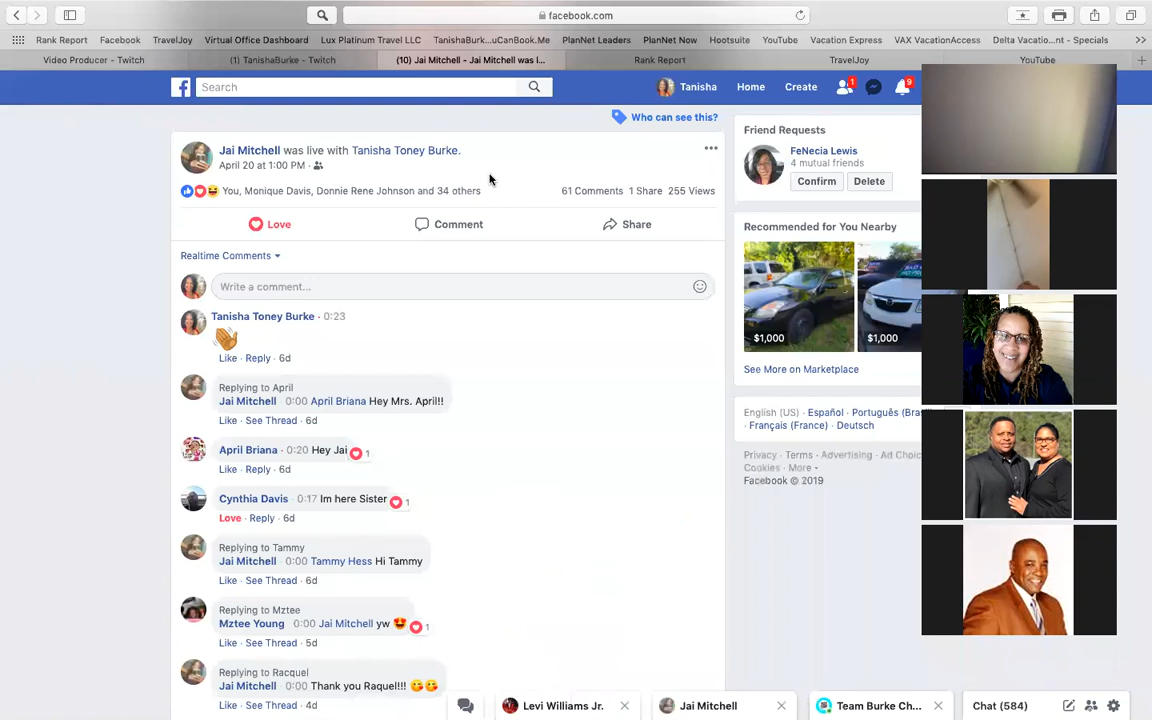 facebook.com
Rank Report Facebook TravelJoy Virtual Office Dashboard Lux Platinum Travel LLC TanishaBurk...uCanBook.Me PlanNet Leaders PlanNet Now Hootsuite YouTube Vacation Express VAX VacationAccess Delta Vacatio...nt - Specials
Video Producer - Twitch (1) TanishaBurke - Twitch (10) Jai Mitchell - Jai Mitchell was l... Rank Report TravelJoy YouTube
Search Tanisha Home Create 1 9
Who can see this?
Jai Mitchell was live with Tanisha Toney Burke.
April 20 at 1:00 PM ·
You, Monique Davis, Donnie Rene Johnson and 34 others 61 Comments 1 Share 255 Views
Love Comment Share
Realtime Comments
Write a comment...
Tanisha Toney Burke · 0:23
👋
Like · Reply · 6d
Replying to April
Jai Mitchell · 0:00 April Briana Hey Mrs. April!!
Like · See Thread · 6d
April Briana · 0:20 Hey Jai 1
Like · Reply · 6d
Cynthia Davis · 0:17 Im here Sister 1
Love · Reply · 6d
Replying to Tammy
Jai Mitchell · 0:00 Tammy Hess Hi Tammy
Like · See Thread · 6d
Replying to Mztee
Mztee Young · 0:00 Jai Mitchell yw 😍 1
Like · See Thread · 5d
Replying to Racquel
Jai Mitchell · 0:00 Thank you Raquel!!! 😘😘
Like · See Thread · 4d
Friend Requests
FeNecia Lewis
4 mutual friends
Confirm Delete
Recommended for You Nearby
$1,000 $1,000
See More on Marketplace
English (US) · Español · Português (Bras
Français (France) · Deutsch
Privacy · Terms · Advertising · Ad Choic
Cookies · More
Facebook © 2019
Levi Williams Jr. Jai Mitchell Team Burke Ch... Chat (584)